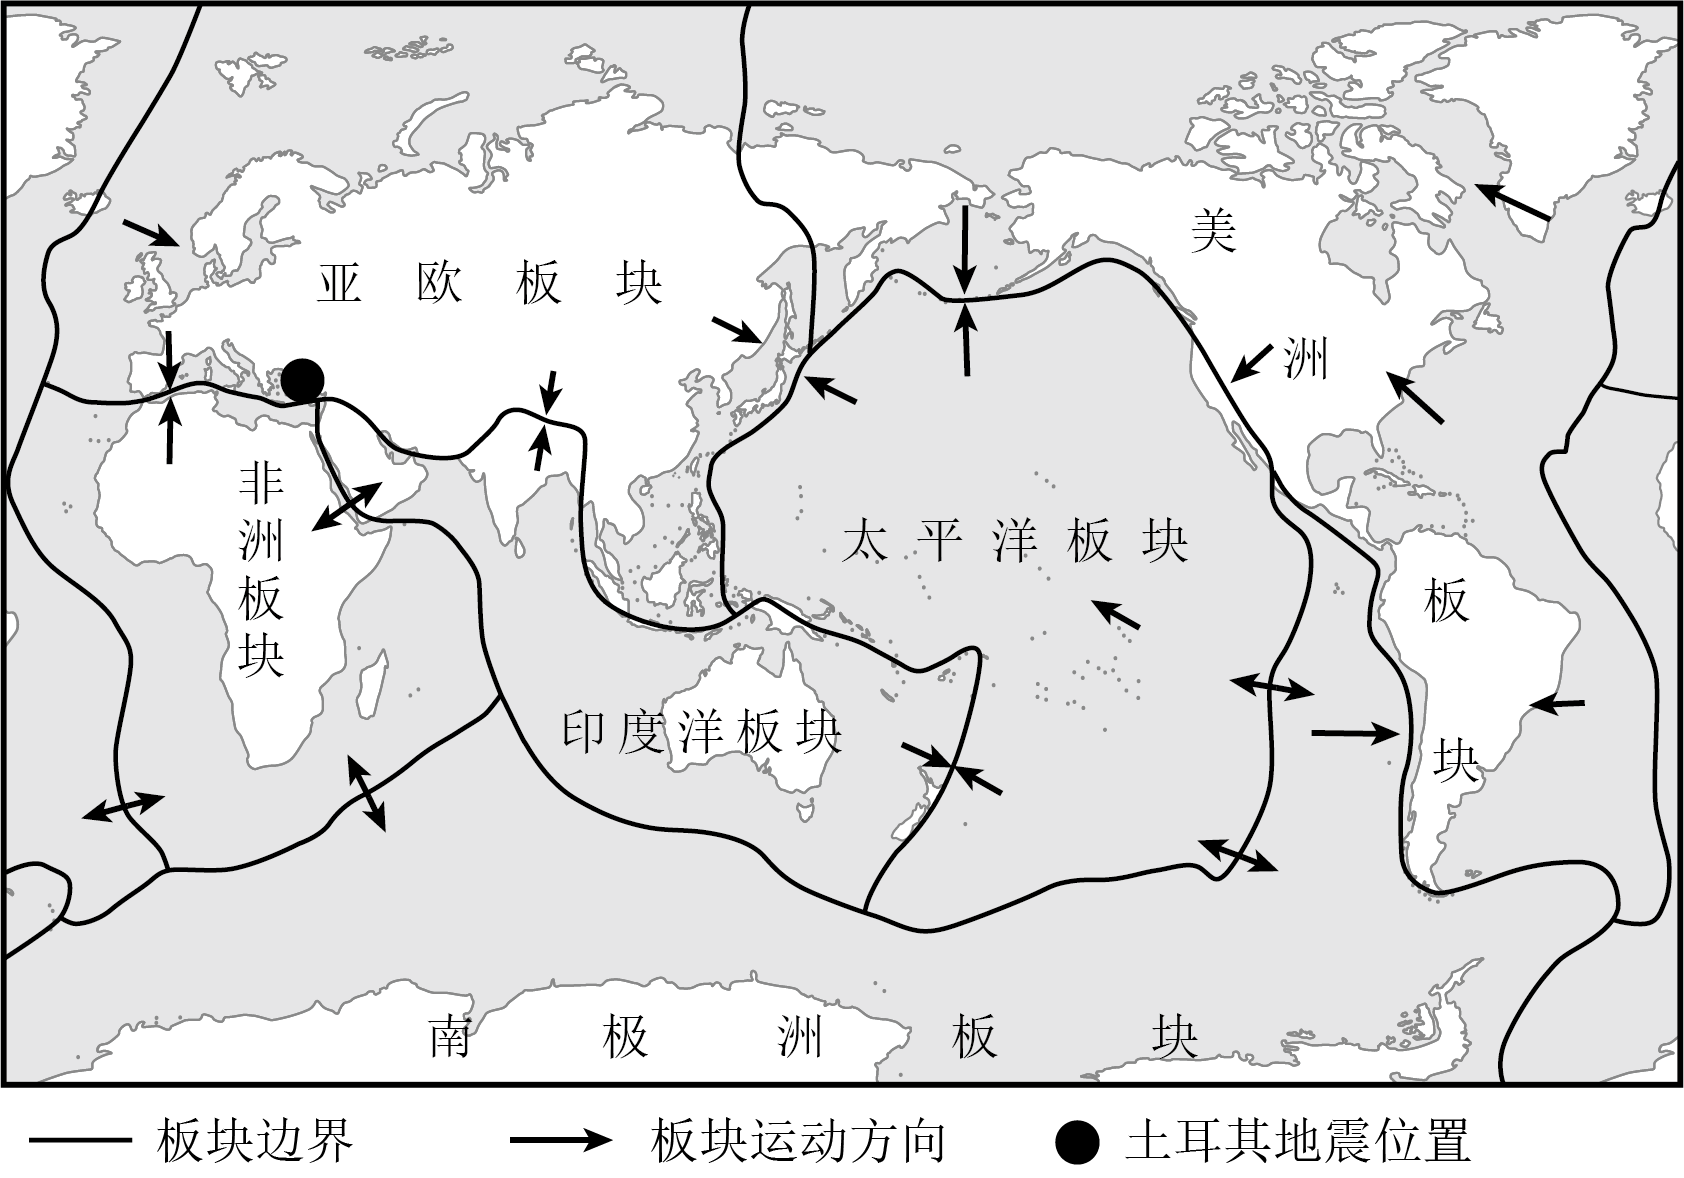 亚欧板块
非洲板块
印度洋板块
太平洋板块
美洲板块
南极洲板块
板块边界
板块运动方向
土耳其地震位置